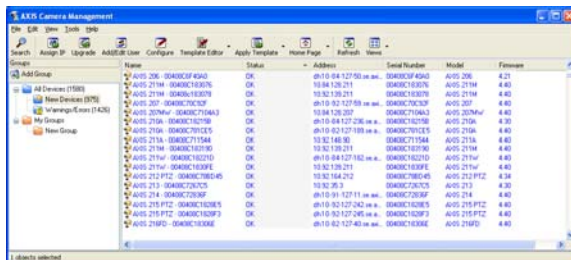 AXIS Camera Management
File Edit View Tools Help
Search Assign IP Upgrade Add/Edit User Configure Template Editor Apply Template Home Page Refresh Views
Groups
Add Group
All Devices (1580)
New Devices (975)
Warnings/Errors (1426)
My Groups
New Group
Name Status Address Serial Number Model Firmware
AXIS 206 - 00408C6F40A0 OK 00408C6F40A0 AXIS 206 4.21
AXIS 211M - 00408C183076 OK 10.84.128.211 00408C183076 AXIS 211M 4.40
AXIS 211M - 00408c183078 OK 10.92.139.211 00408C183078 AXIS 211M 4.40
AXIS 207 - 00408C70C92F OK 00408C70C92F AXIS 207 4.40
AXIS 207MW - 00408C7104A3 OK 10.84.128.207 00408C7104A3 AXIS 207MW 4.40
AXIS 210A - 00408C18215B OK 00408C18215B AXIS 210A 4.30
AXIS 210A - 00408C781CE5 OK 00408C781CE5 AXIS 210A 4.40
AXIS 211A - 00408C711544 OK 10.92.148.90 00408C711544 AXIS 211A 4.40
AXIS 211M - 00408C183190 OK 10.92.139.211 00408C183190 AXIS 211M 4.40
AXIS 211W - 00408C18221D OK 00408C18221D AXIS 211W 4.40
AXIS 211W - 00408C1830FE OK 10.92.139.211 00408C1830FE AXIS 211W 4.40
AXIS 212 PTZ - 00408C78BD45 OK 10.92.164.212 00408C78BD45 AXIS 212 PTZ 4.34
AXIS 213 - 00408C7267C5 OK 10.92.35.3 00408C7267C5 AXIS 213 4.30
AXIS 214 - 00408C72836F OK 00408C72836F AXIS 214 4.40
AXIS 215 PTZ - 00408C1828E5 OK 00408C1828E5 AXIS 215 PTZ 4.40
AXIS 215 PTZ - 00408C1828F3 OK 00408C1828F3 AXIS 215 PTZ 4.40
AXIS 216FD - 00408C18306E OK 00408C18306E AXIS 216FD 4.40
1 objects selected